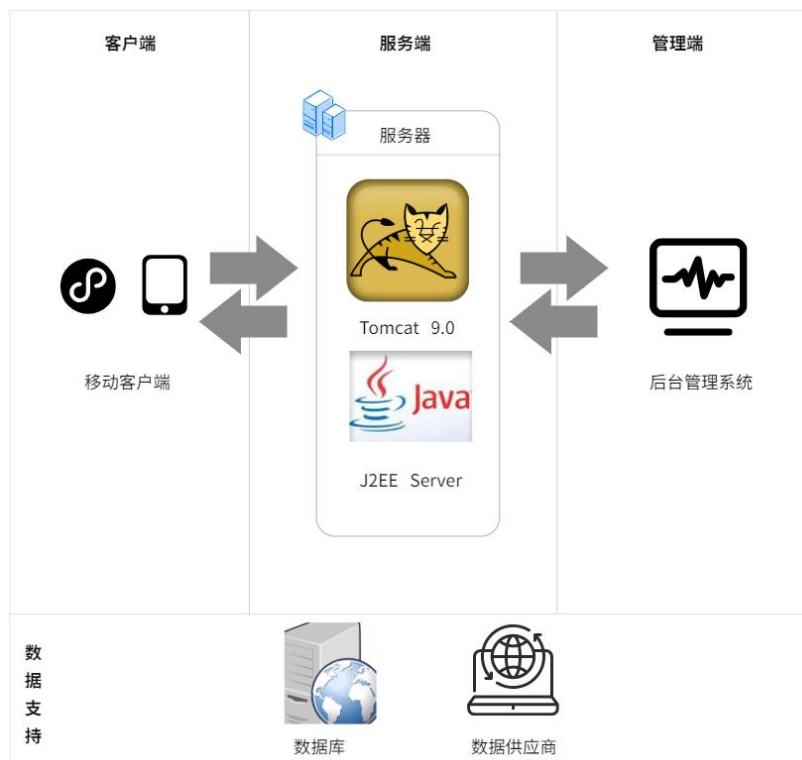 客户端
服务端
管理端
服务器
Tomcat 9.0
Java
J2EE Server
移动客户端
后台管理系统
数
据
支
持
数据库
数据供应商